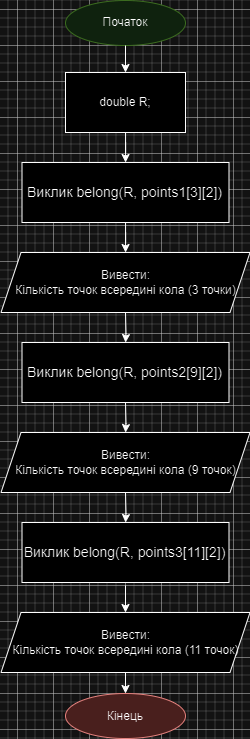 Початок
double R;
Виклик belong(R, points1[3][2])
Вивести:
Кількість точок всередині кола (3 точки)
Виклик belong(R, points2[9][2])
Вивести:
Кількість точок всередині кола (9 точок)
Виклик belong(R, points3[11][2])
Вивести:
Кількість точок всередині кола (11 точок)
Кінець